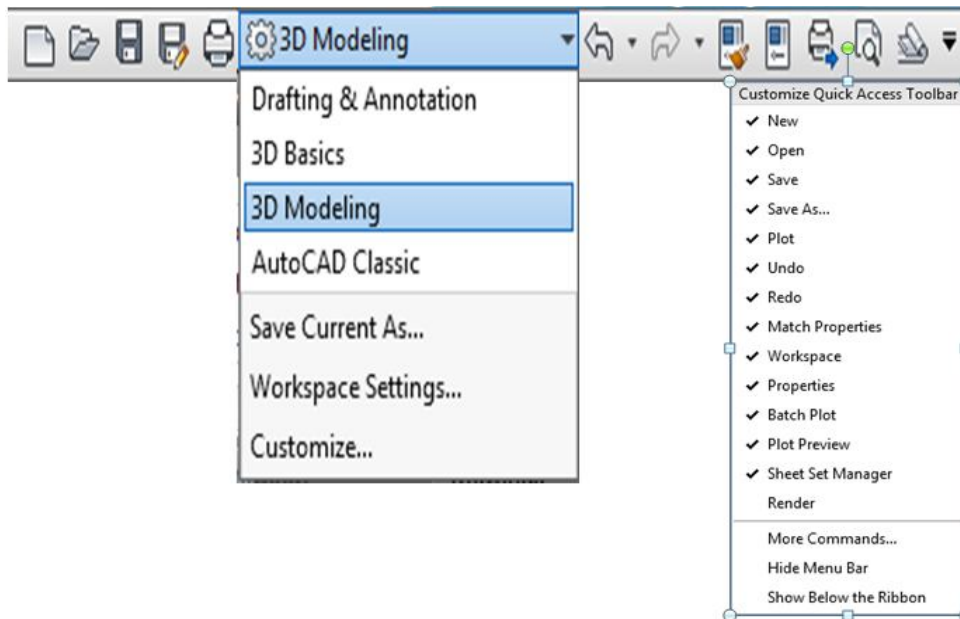 3D Modeling
Drafting & Annotation
3D Basics
3D Modeling
AutoCAD Classic
Save Current As...
Workspace Settings...
Customize...
Customize Quick Access Toolbar
New
Open
Save
Save As...
Plot
Undo
Redo
Match Properties
Workspace
Properties
Batch Plot
Plot Preview
Sheet Set Manager
Render
More Commands...
Hide Menu Bar
Show Below the Ribbon